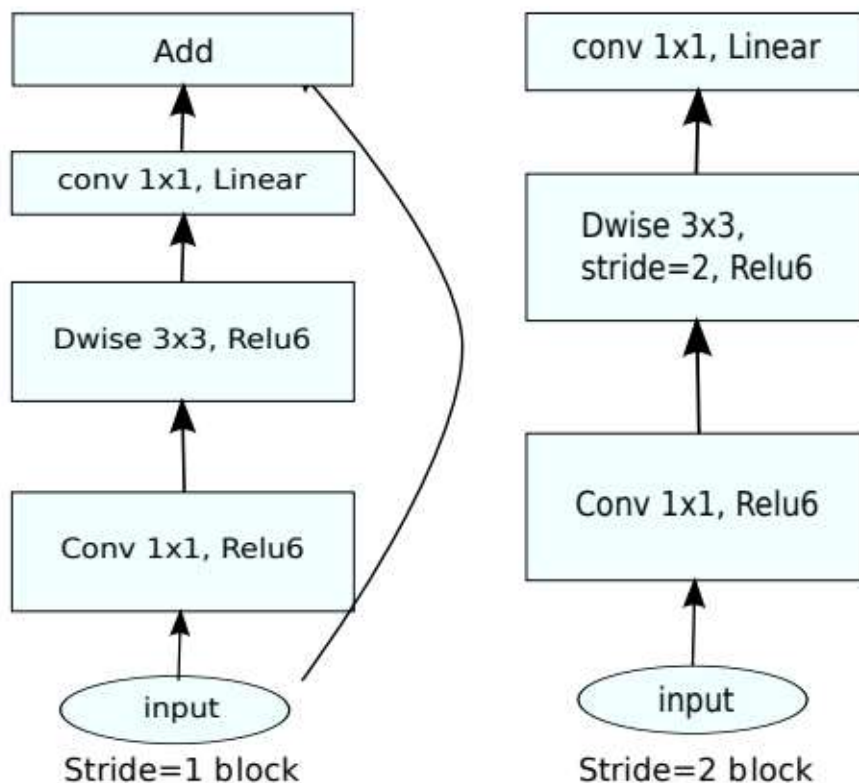 Add
conv 1x1, Linear
Dwise 3x3, Relu6
Conv 1x1, Relu6
input
Stride=1 block
conv 1x1, Linear
Dwise 3x3,
stride=2, Relu6
Conv 1x1, Relu6
input
Stride=2 block